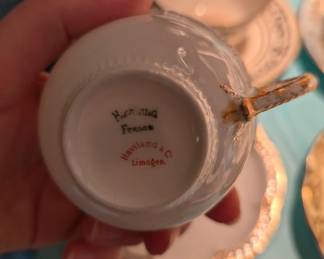 Haviland
France
Haviland & Co.
Limoges